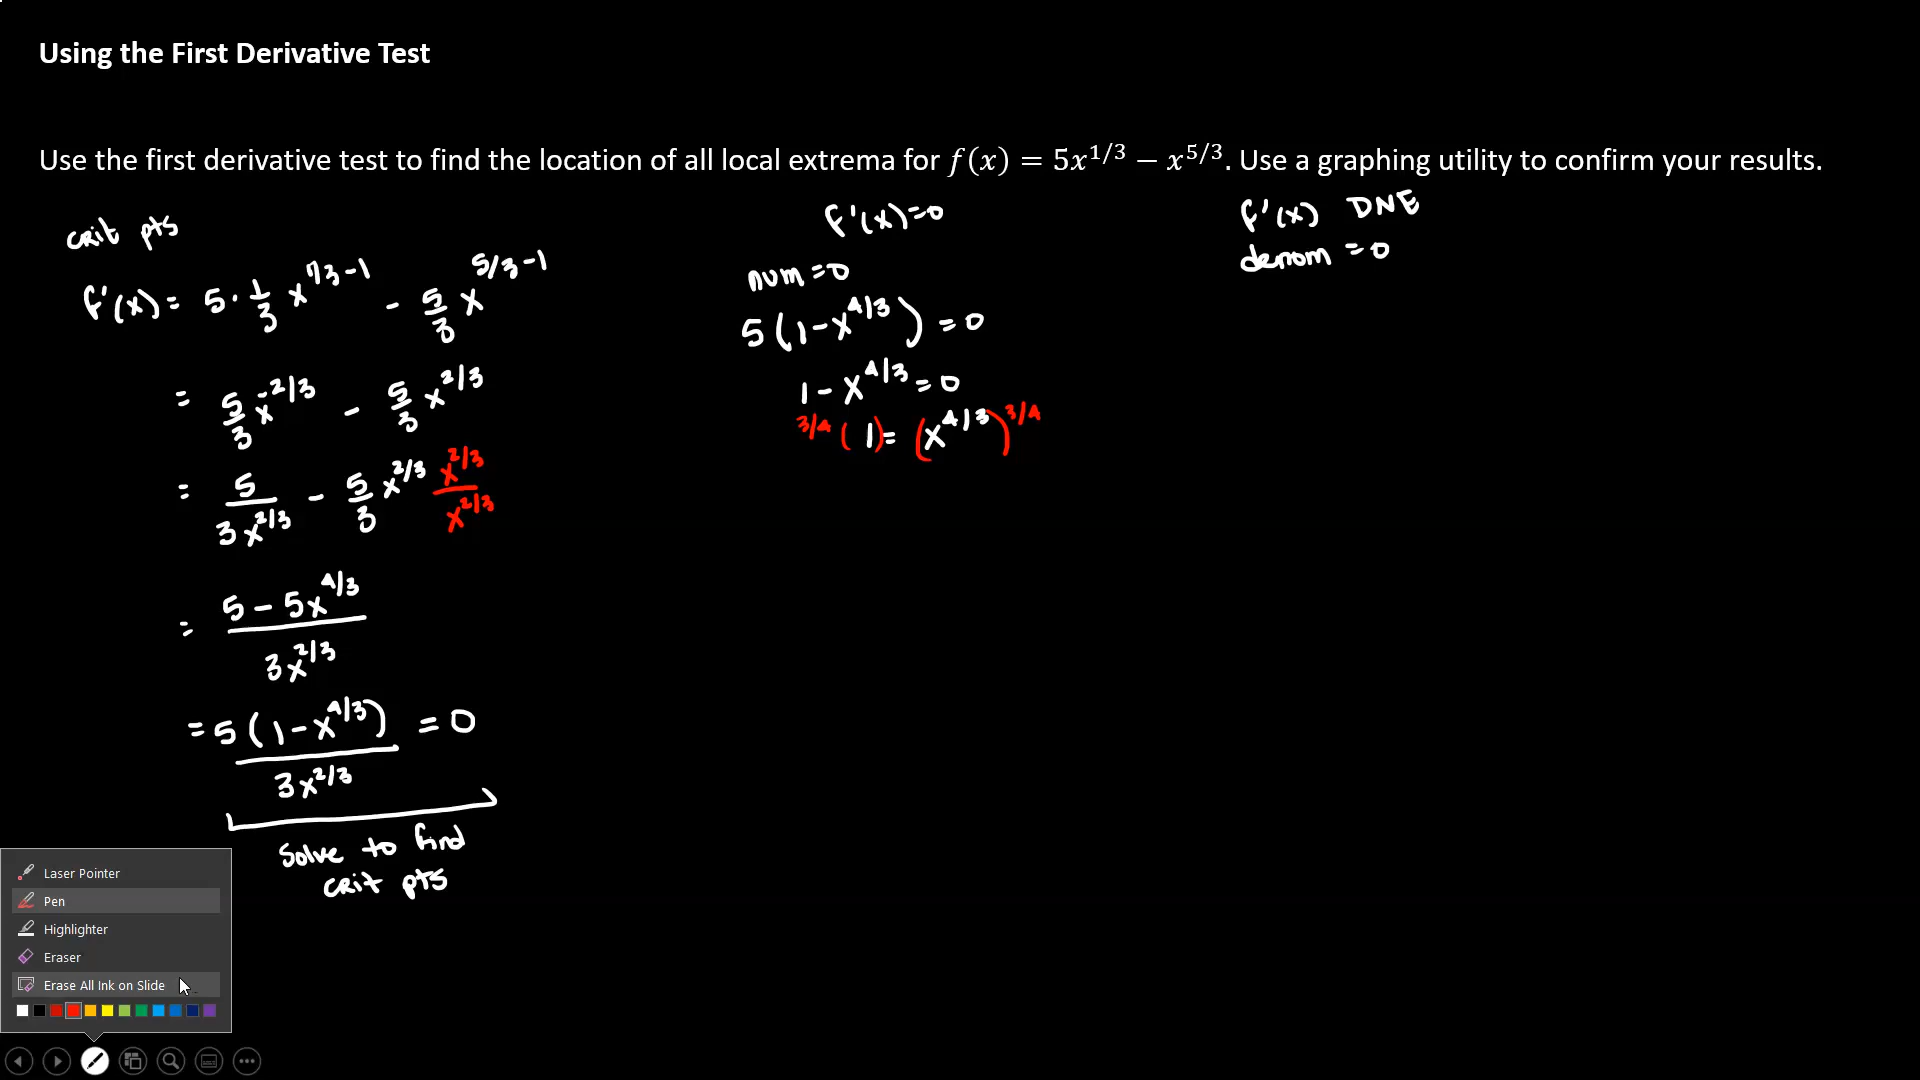 Using the First Derivative Test
Use the first derivative test to find the location of all local extrema for f(x) = 5x^{1/3} − x^{5/3}. Use a graphing utility to confirm your results.
crit pts
f'(x) = 5 · 1/3 x^{1/3 - 1} - 5/3 x^{5/3 - 1}
= 5/3 x^{-2/3} - 5/3 x^{2/3}
= 5/(3x^{2/3}) - 5/3 x^{2/3} x^{2/3}/x^{2/3}
= (5 - 5x^{4/3})/(3x^{2/3})
= 5(1 - x^{4/3})/(3x^{2/3}) = 0
Solve to find
crit pts
f'(x) = 0
num = 0
5(1 - x^{4/3}) = 0
1 - x^{4/3} = 0
^{3/4}(1) = (x^{4/3})^{3/4}
f'(x) DNE
denom = 0
Laser Pointer
Pen
Highlighter
Eraser
Erase All Ink on Slide